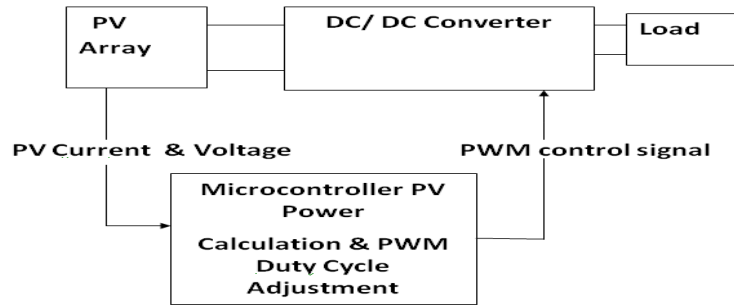 PV
Array
DC/ DC Converter
Load
PV Current & Voltage
PWM control signal
Microcontroller PV
Power
Calculation & PWM
Duty Cycle
Adjustment